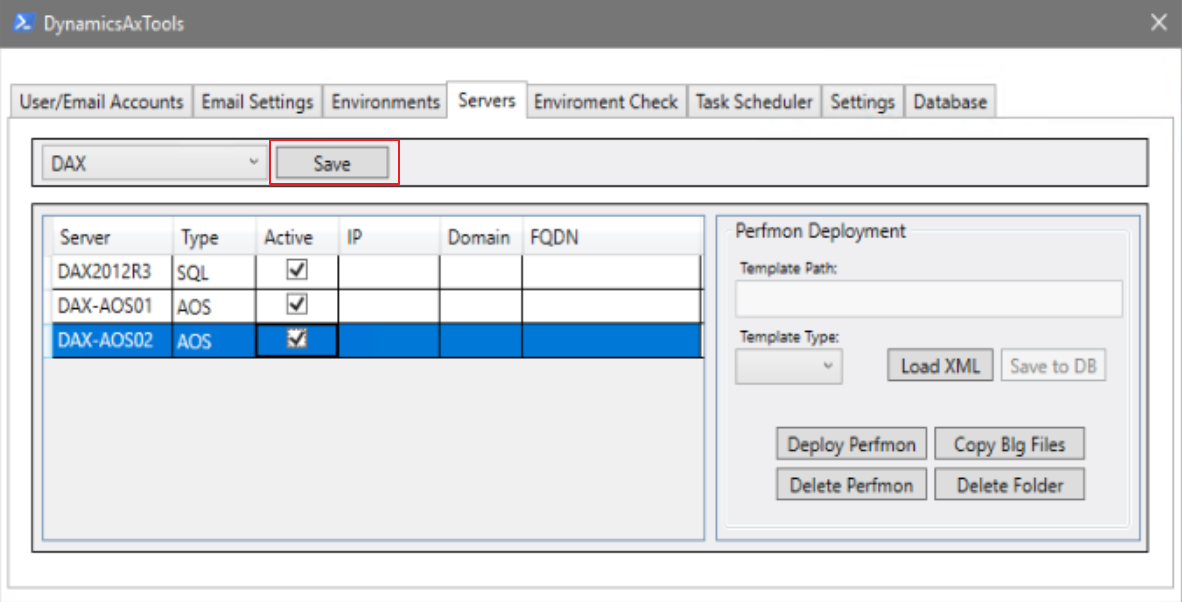 DynamicsAxTools
User/Email Accounts Email Settings Environments Servers Enviroment Check Task Scheduler Settings Database
DAX Save
Server Type Active IP Domain FQDN
DAX2012R3 SQL
DAX-AOS01 AOS
DAX-AOS02 AOS
Perfmon Deployment
Template Path:
Template Type:
Load XML Save to DB
Deploy Perfmon Copy Blg Files
Delete Perfmon Delete Folder